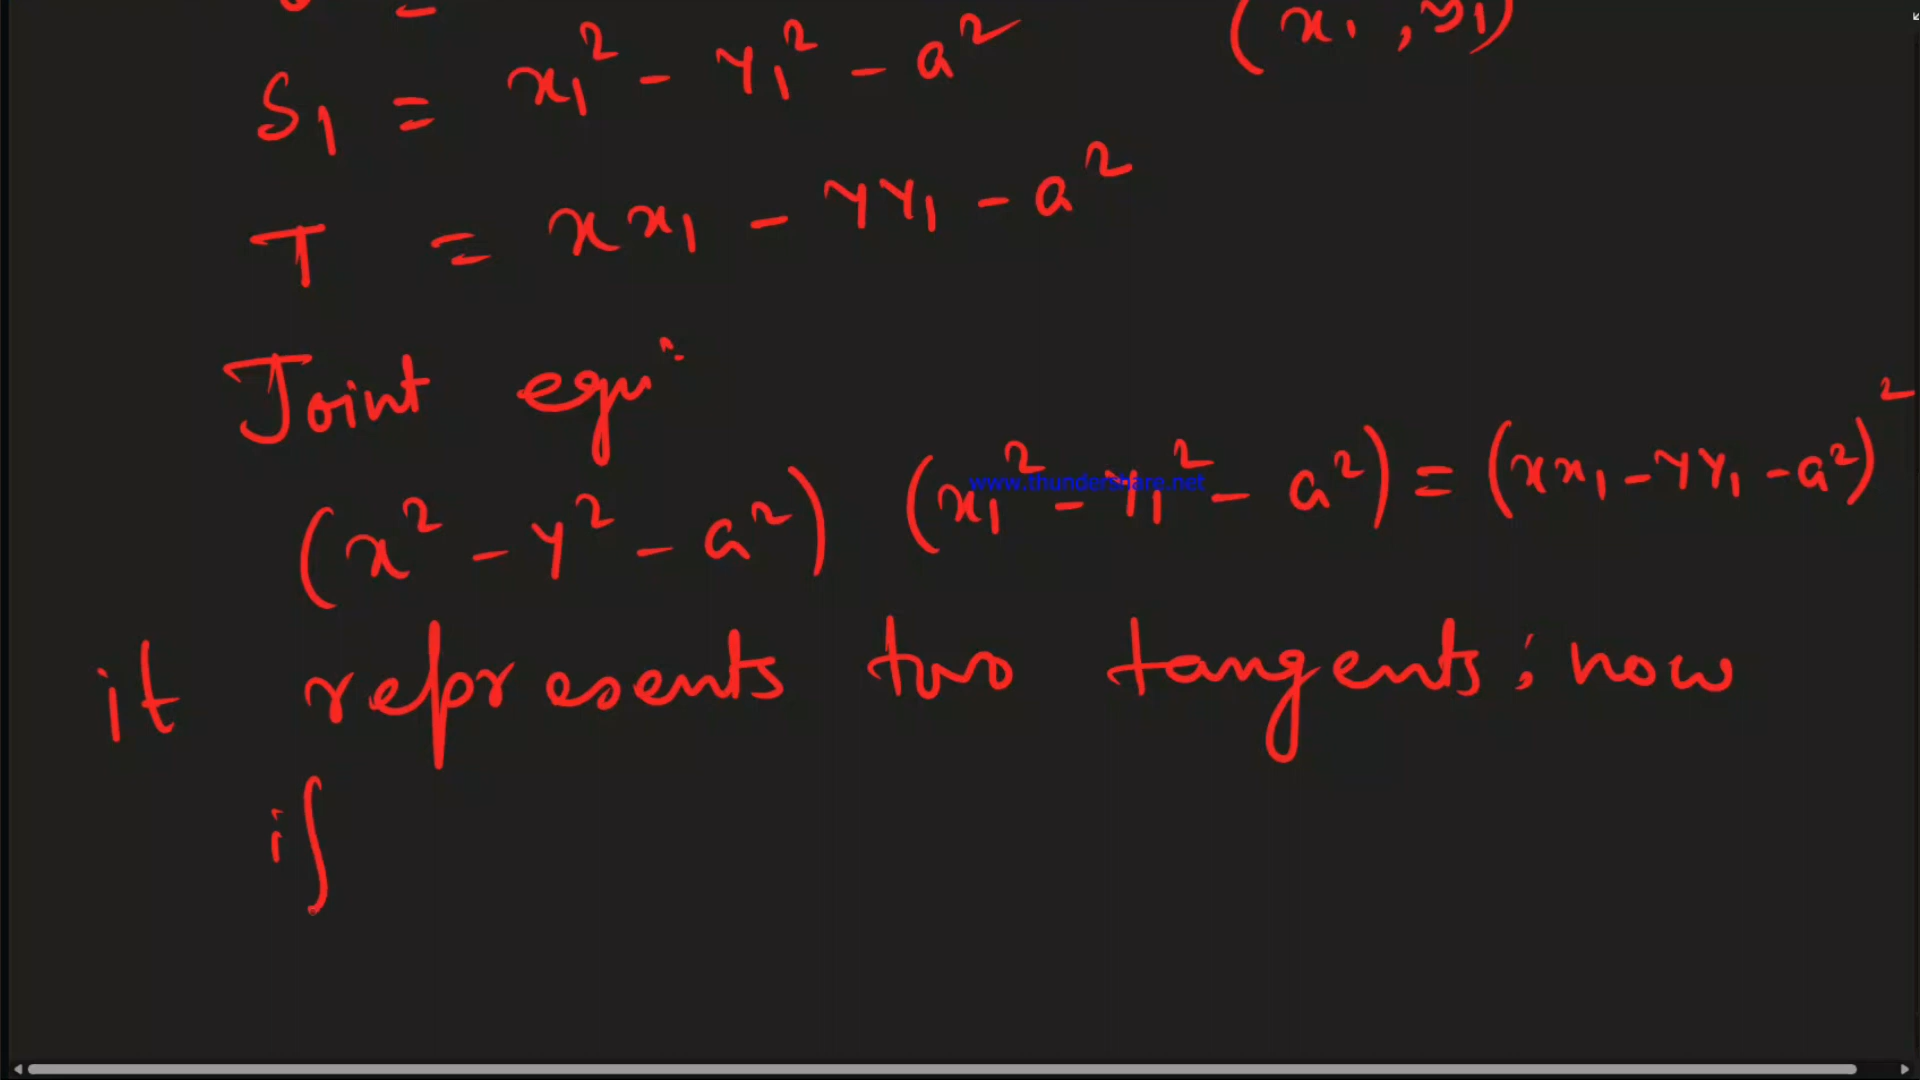 (x₁, y₁)
S₁ = x₁² - y₁² - a²
T = xx₁ - yy₁ - a²
Joint equⁿ:
(x² - y² - a²) (x₁² - y₁² - a²) = (xx₁ - yy₁ - a²)²
www.thundershare.net
it represents two tangents; now
if